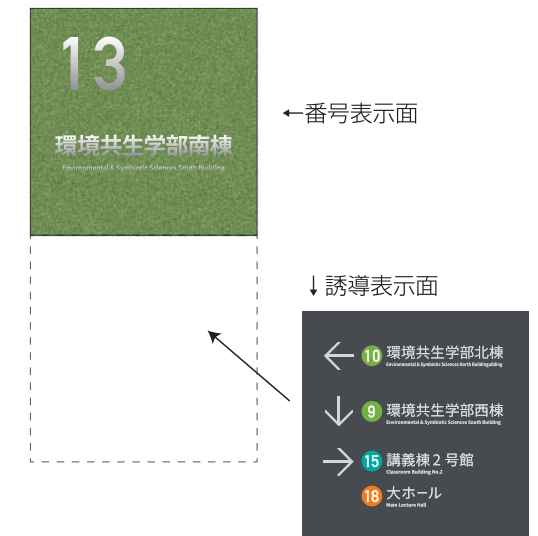 13
環境共生学部南棟
Environmental & Symbiotic Sciences South Building
←番号表示面
↓誘導表示面
← 10 環境共生学部北棟
Environmental & Symbiotic Sciences North Buildinguilding
↓ 9 環境共生学部西棟
Environmental & Symbiotic Sciences South Building
→ 15 講義棟2号館
Classroom Building No.2
18 大ホール
Main Lecture Hall